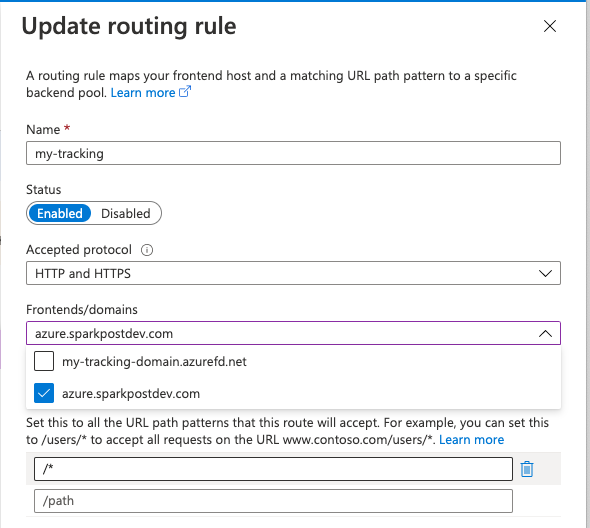 Update routing rule
A routing rule maps your frontend host and a matching URL path pattern to a specific
backend pool. Learn more
Name *
my-tracking
Status
Enabled Disabled
Accepted protocol
HTTP and HTTPS
Frontends/domains
azure.sparkpostdev.com
my-tracking-domain.azurefd.net
azure.sparkpostdev.com
Set this to all the URL path patterns that this route will accept. For example, you can set this
to /users/* to accept all requests on the URL www.contoso.com/users/*. Learn more
/*
/path